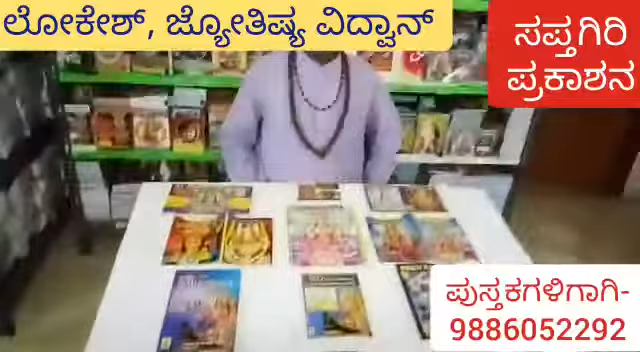 ಲೋಕೇಶ್, ಜ್ಯೋತಿಷ್ಯ ವಿದ್ವಾನ್
ಸಪ್ತಗಿರಿ
ಪ್ರಕಾಶನ
ಪುಸ್ತಕಗಳಿಗಾಗಿ-
9886052292